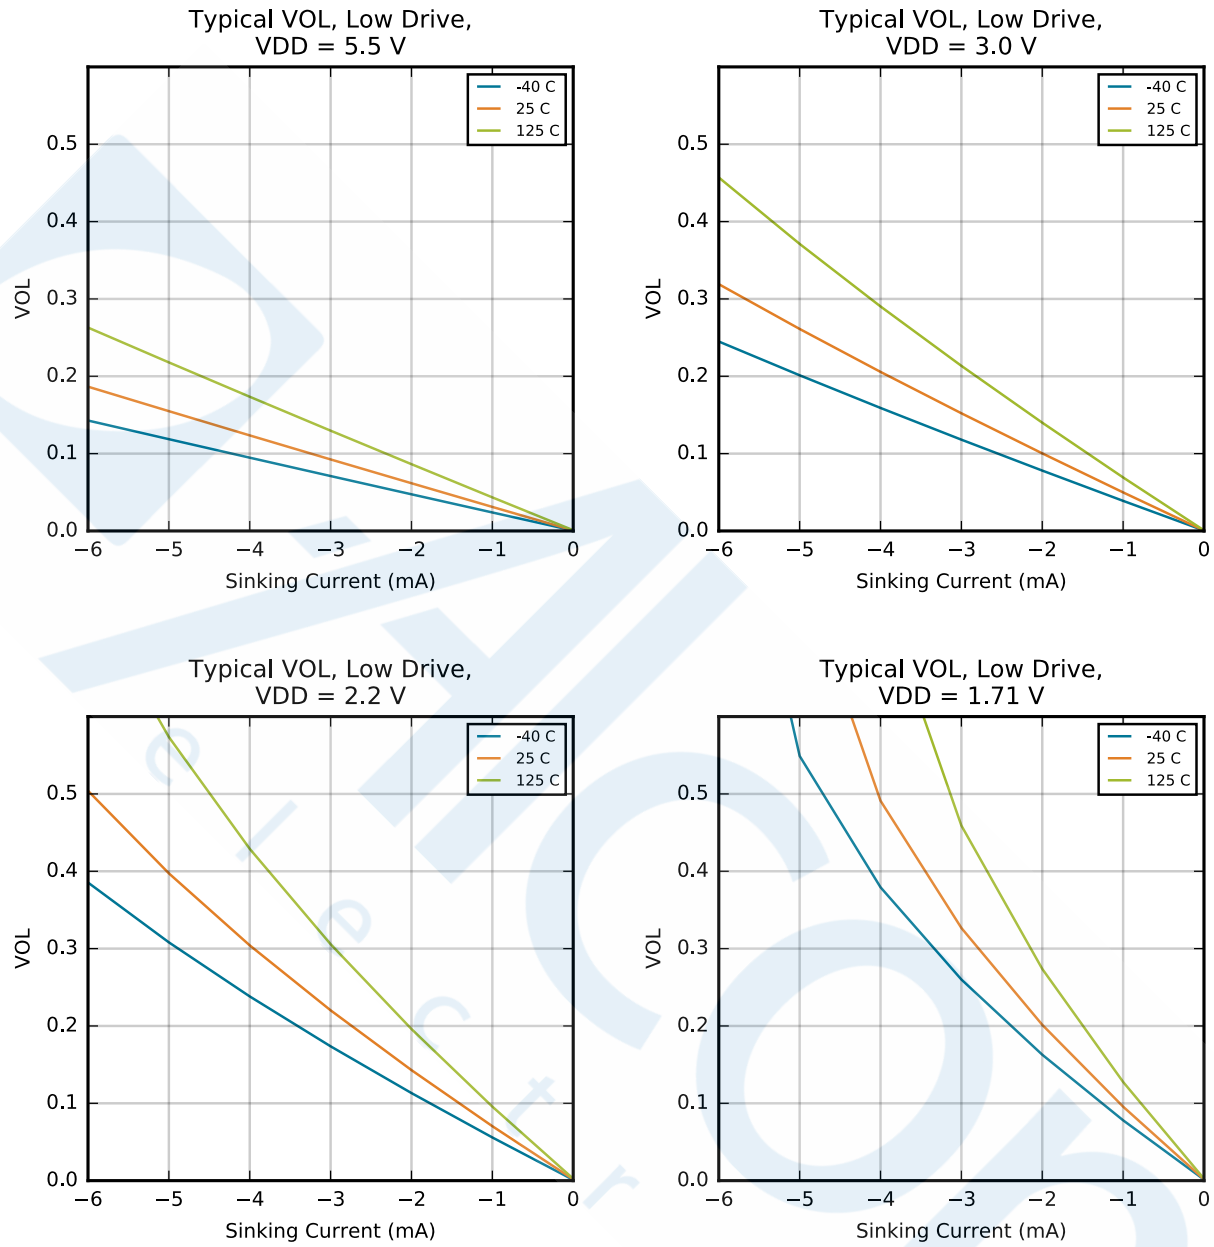 Typical VOL, Low Drive,
VDD = 5.5 V
-40 C
25 C
125 C
0.5
0.4
0.3
0.2
0.1
0.0
VOL
−6 −5 −4 −3 −2 −1 0
Sinking Current (mA)
Typical VOL, Low Drive,
VDD = 3.0 V
-40 C
25 C
125 C
0.5
0.4
0.3
0.2
0.1
0.0
VOL
−6 −5 −4 −3 −2 −1 0
Sinking Current (mA)
Typical VOL, Low Drive,
VDD = 2.2 V
-40 C
25 C
125 C
0.5
0.4
0.3
0.2
0.1
0.0
VOL
−6 −5 −4 −3 −2 −1 0
Sinking Current (mA)
Typical VOL, Low Drive,
VDD = 1.71 V
-40 C
25 C
125 C
0.5
0.4
0.3
0.2
0.1
0.0
VOL
−6 −5 −4 −3 −2 −1 0
Sinking Current (mA)